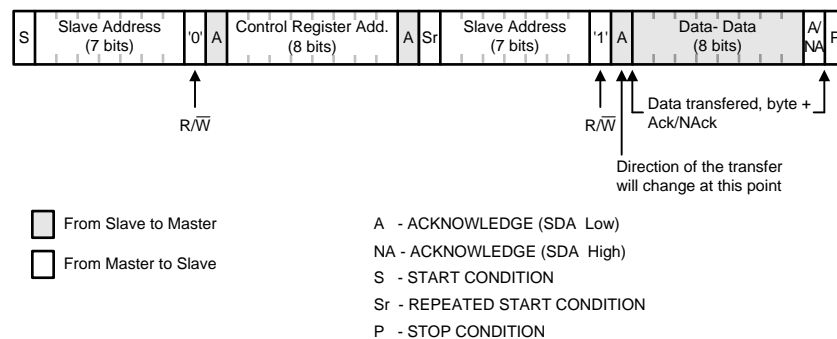 S Slave Address (7 bits) '0' A Control Register Add. (8 bits) A Sr Slave Address (7 bits) '1' A Data- Data (8 bits) A/ NA P
R/W̅ R/W̅ Data transfered, byte + Ack/NAck
Direction of the transfer
will change at this point
From Slave to Master
From Master to Slave
A - ACKNOWLEDGE (SDA Low)
NA - ACKNOWLEDGE (SDA High)
S - START CONDITION
Sr - REPEATED START CONDITION
P - STOP CONDITION